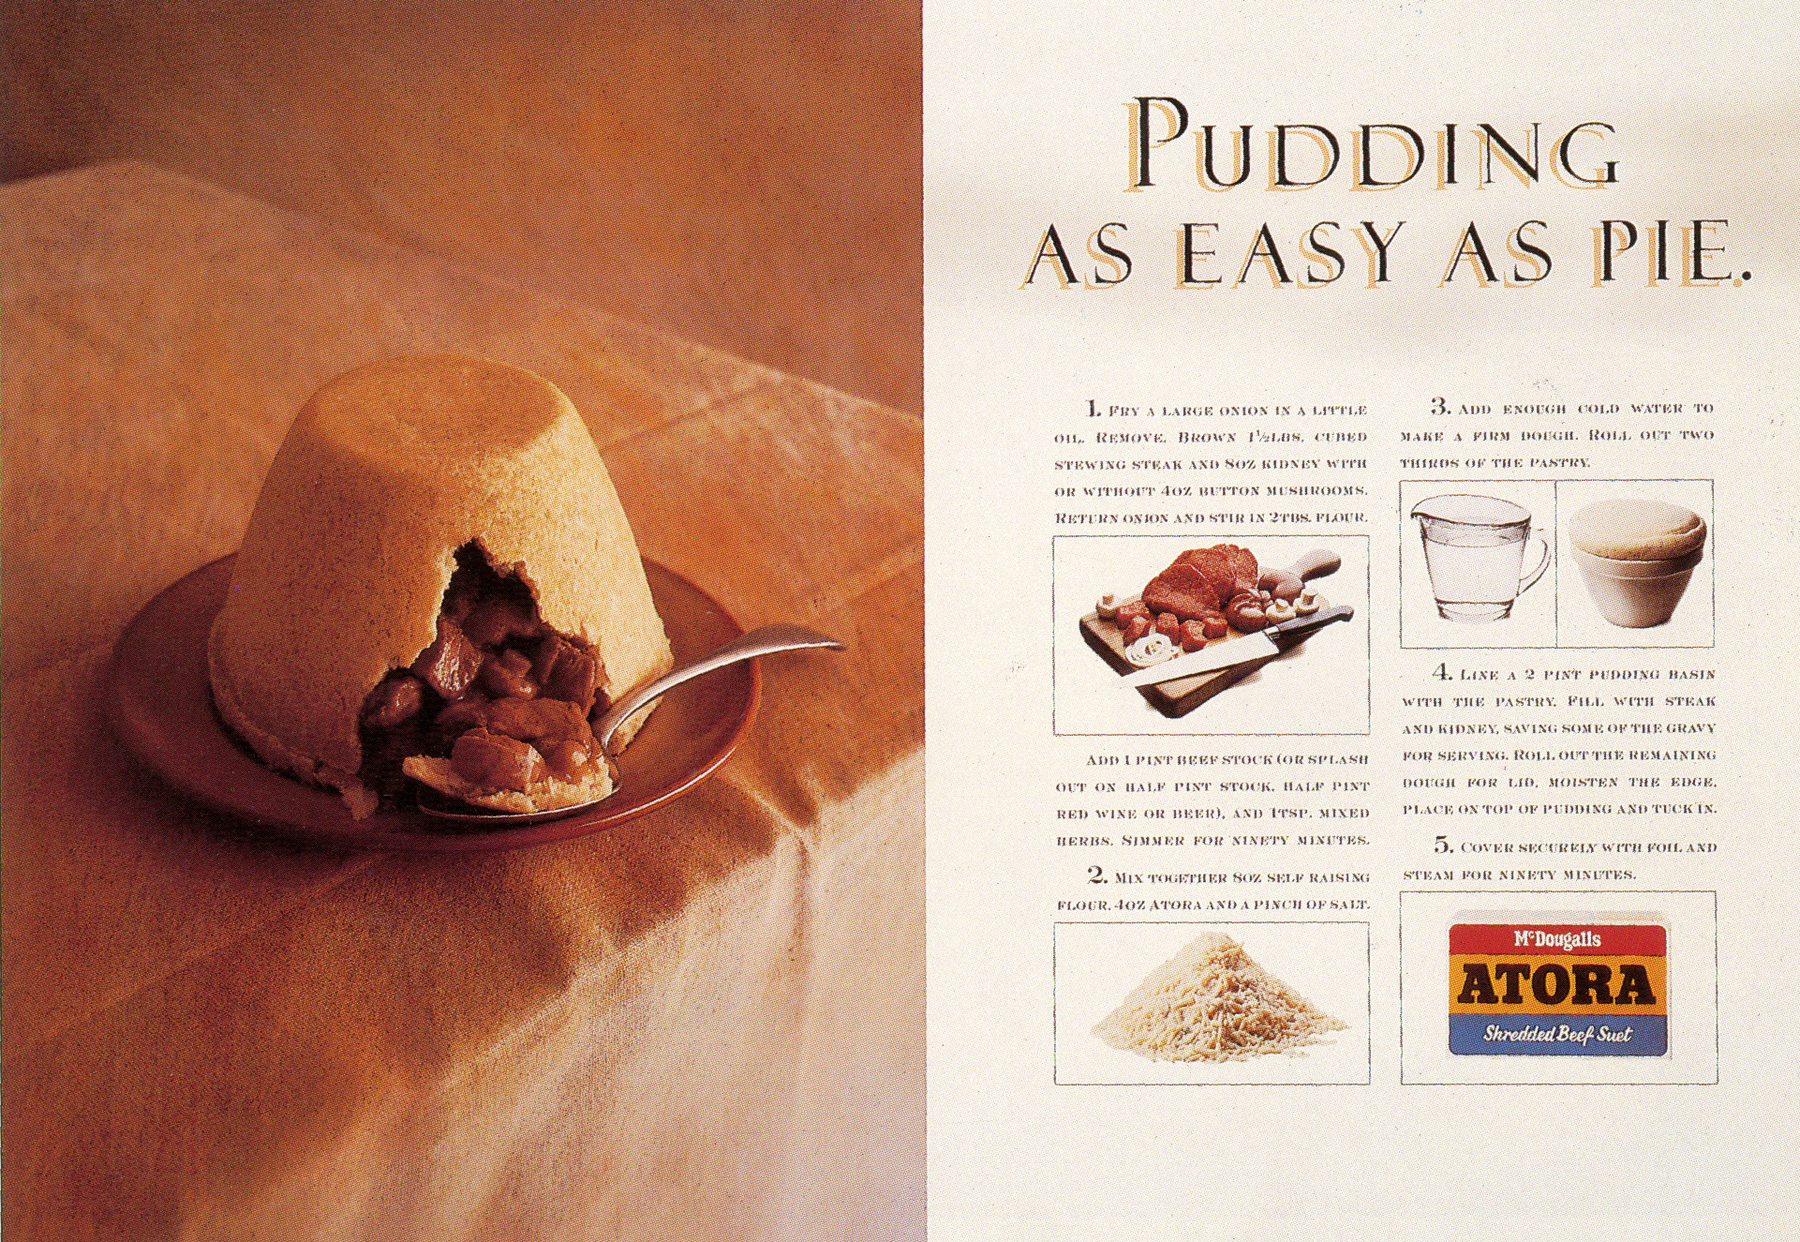 PUDDING
AS EASY AS PIE.
1. FRY A LARGE ONION IN A LITTLE
OIL. REMOVE. BROWN 1½LBS. CUBED
STEWING STEAK AND 8OZ KIDNEY WITH
OR WITHOUT 4OZ BUTTON MUSHROOMS.
RETURN ONION AND STIR IN 2TBS. FLOUR.
ADD 1 PINT BEEF STOCK (OR SPLASH
OUT ON HALF PINT STOCK, HALF PINT
RED WINE OR BEER), AND 1TSP. MIXED
HERBS. SIMMER FOR NINETY MINUTES.
2. MIX TOGETHER 8OZ SELF RAISING
FLOUR, 4OZ ATORA AND A PINCH OF SALT.
3. ADD ENOUGH COLD WATER TO
MAKE A FIRM DOUGH. ROLL OUT TWO
THIRDS OF THE PASTRY.
4. LINE A 2 PINT PUDDING BASIN
WITH THE PASTRY. FILL WITH STEAK
AND KIDNEY, SAVING SOME OF THE GRAVY
FOR SERVING. ROLL OUT THE REMAINING
DOUGH FOR LID, MOISTEN THE EDGE,
PLACE ON TOP OF PUDDING AND TUCK IN.
5. COVER SECURELY WITH FOIL AND
STEAM FOR NINETY MINUTES.
McDougalls
ATORA
Shredded Beef Suet